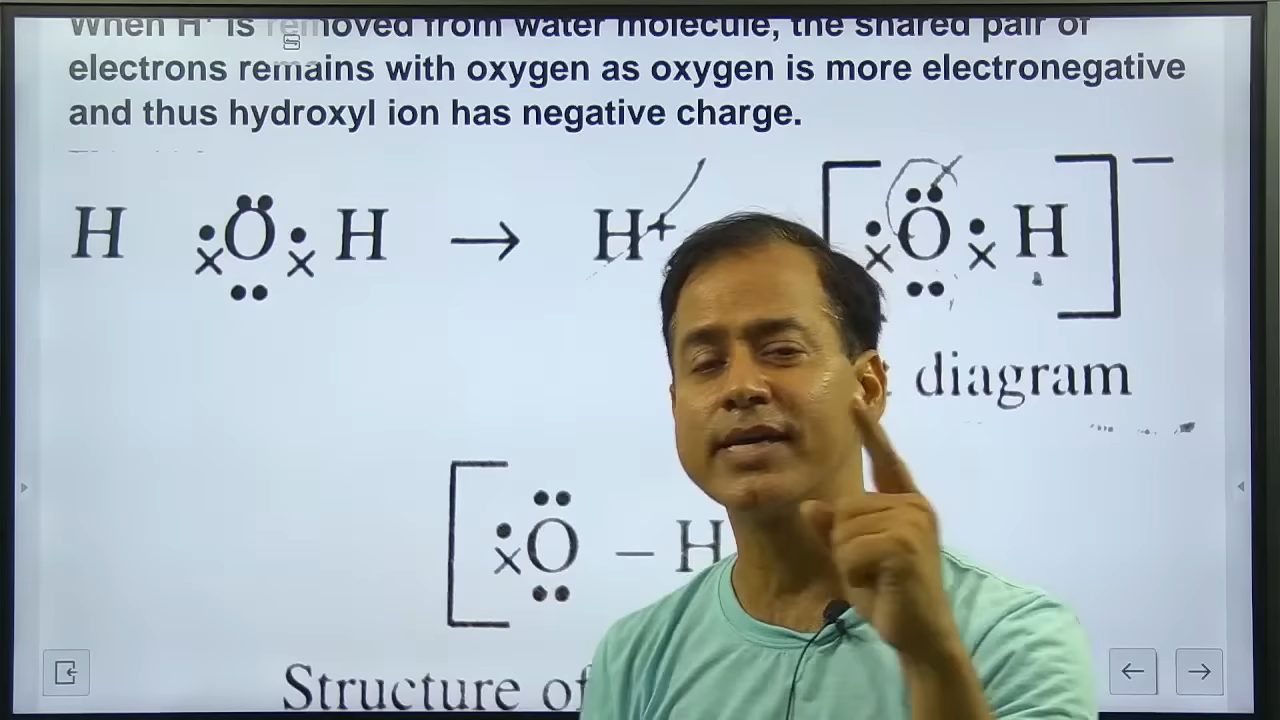 When H⁺ is removed from water molecule, the shared pair of
electrons remains with oxygen as oxygen is more electronegative
and thus hydroxyl ion has negative charge.
H O H → H⁺ [ O H ]⁻
diagram
[ O – H
Structure of